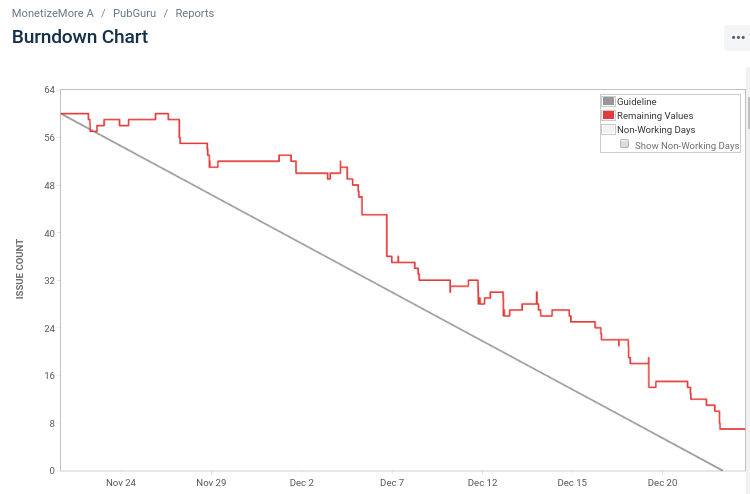 MonetizeMore A / PubGuru / Reports
Burndown Chart
64
56
48
40
32
24
16
8
0
ISSUE COUNT
Guideline
Remaining Values
Non-Working Days
Show Non-Working Days
Nov 24 Nov 29 Dec 2 Dec 7 Dec 12 Dec 15 Dec 20